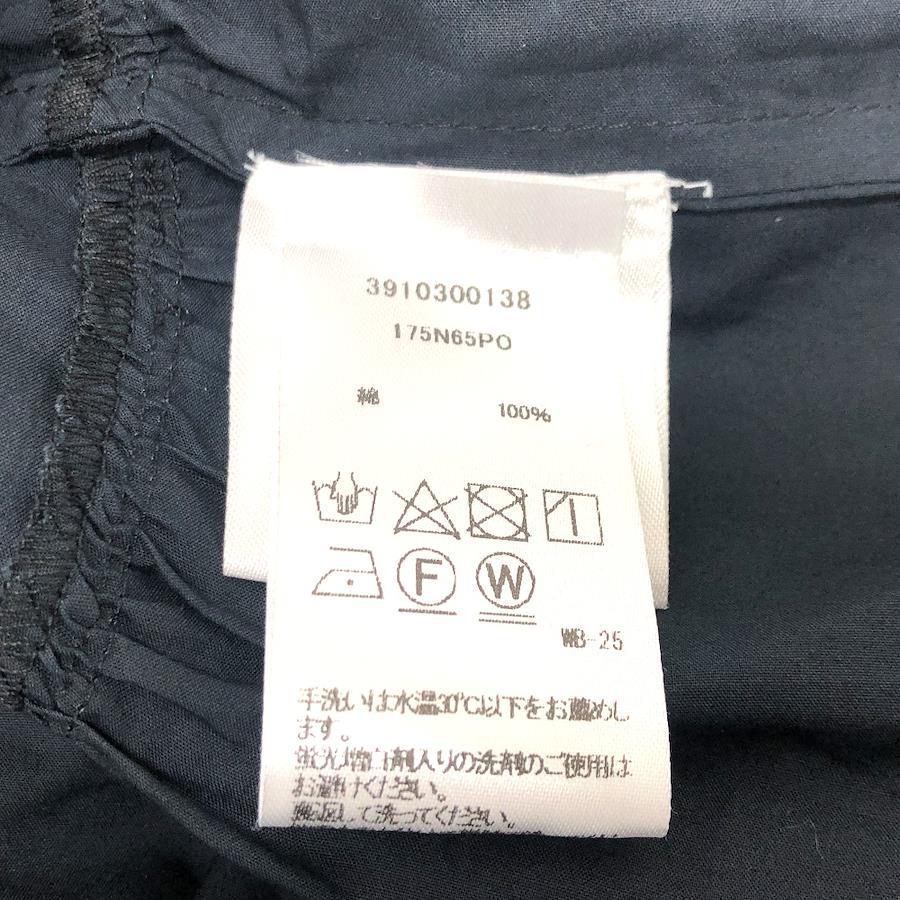 3910300138
175N65PO
綿 100%
F W
WB-25
手洗いは水温30℃以下をお薦めし
ます。
蛍光増白剤入りの洗剤のご使用は
お避けください。
裏返して洗ってください。